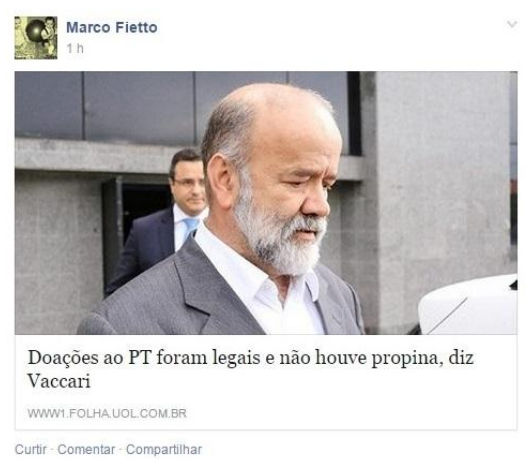 Marco Fietto
1 h
Doações ao PT foram legais e não houve propina, diz
Vaccari
WWW1.FOLHA.UOL.COM.BR
Curtir · Comentar · Compartilhar